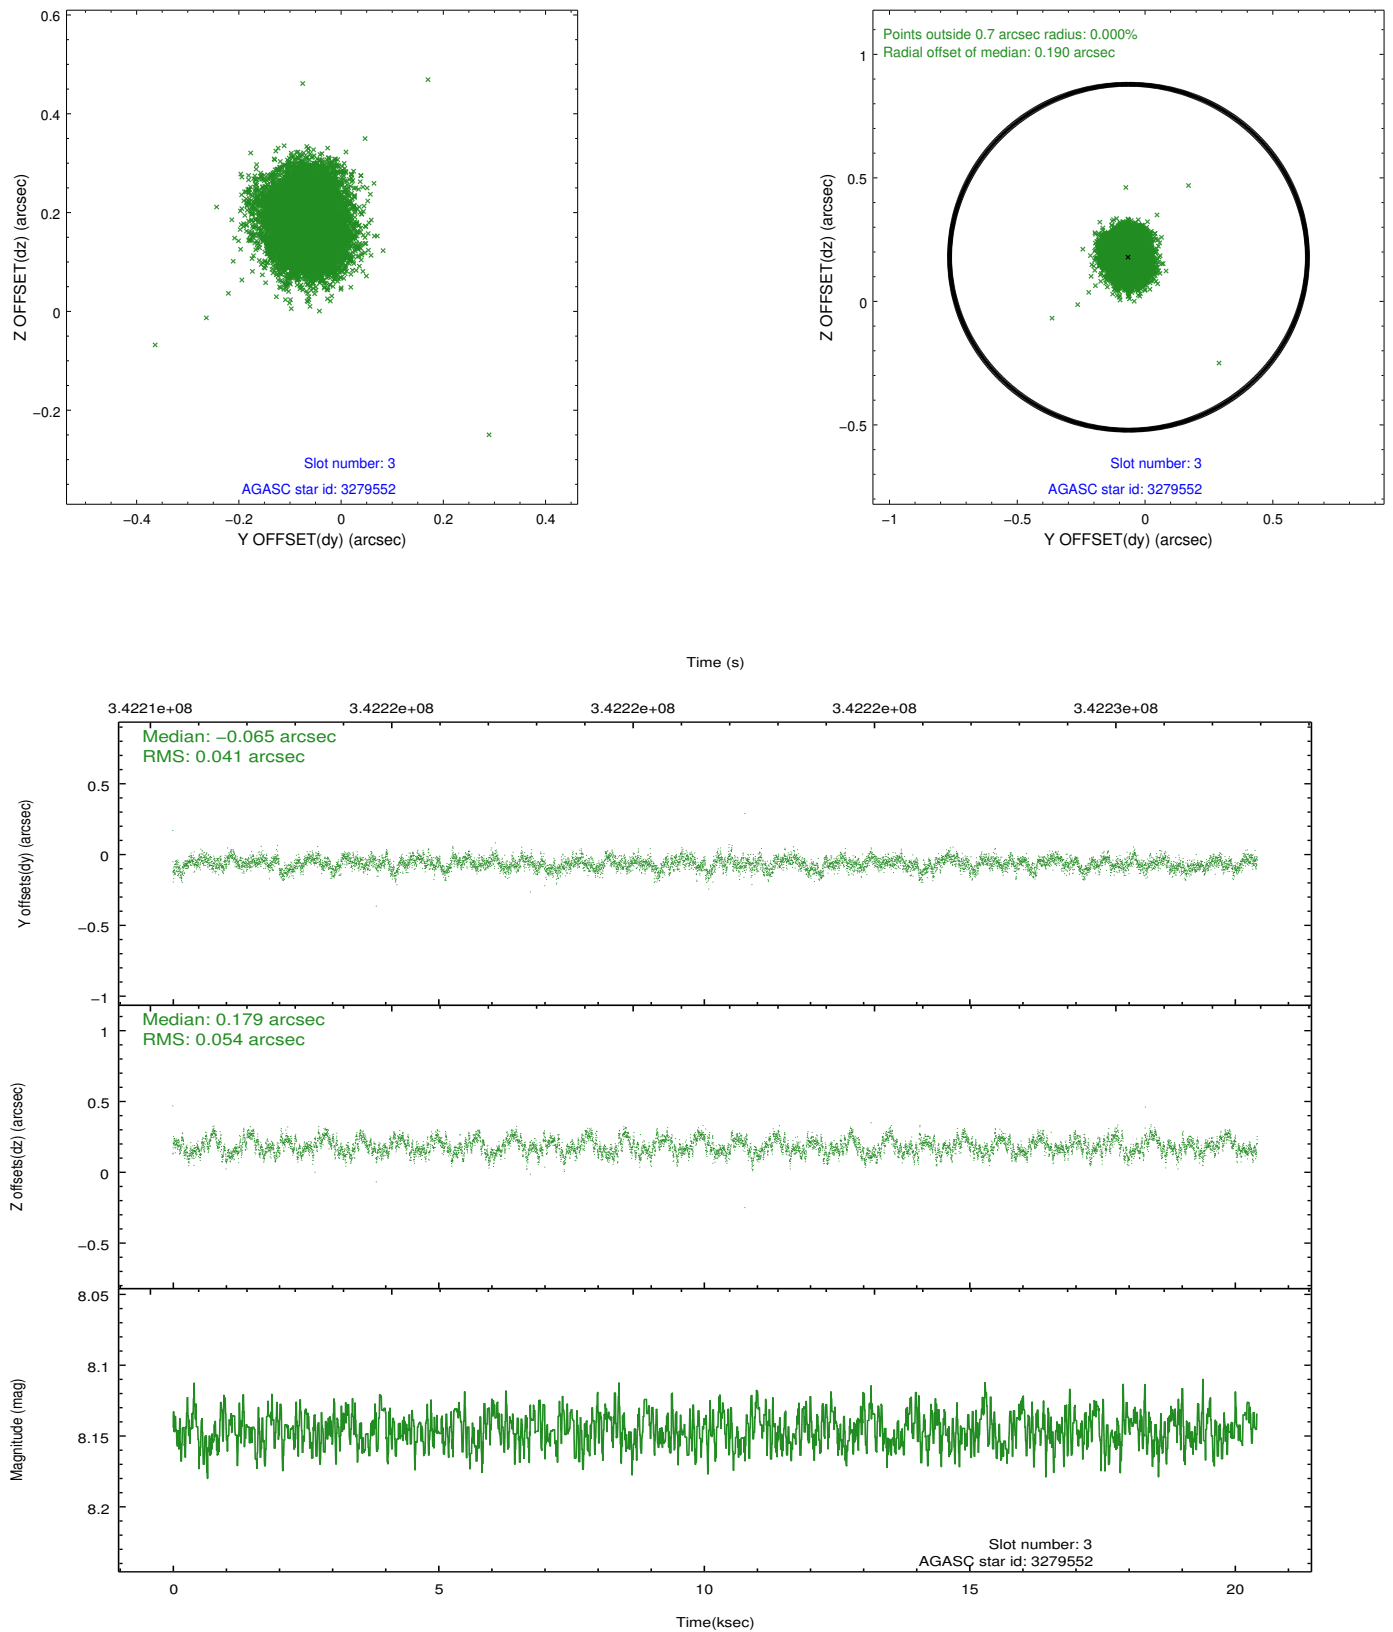 0.6
0.4
0.2
0
−0.2
Z OFFSET(dz) (arcsec)
Slot number: 3
AGASC star id: 3279552
−0.4 −0.2 0 0.2 0.4
Y OFFSET(dy) (arcsec)
Points outside 0.7 arcsec radius: 0.000%
Radial offset of median: 0.190 arcsec
1
0.5
0
−0.5
Z OFFSET(dz) (arcsec)
Slot number: 3
AGASC star id: 3279552
−1 −0.5 0 0.5
Y OFFSET(dy) (arcsec)
Time (s)
3.4221e+08 3.4222e+08 3.4222e+08 3.4222e+08 3.4223e+08
Median: −0.065 arcsec
RMS: 0.041 arcsec
0.5
0
−0.5
−1
Y offsets(dy) (arcsec)
Median: 0.179 arcsec
RMS: 0.054 arcsec
1
0.5
0
−0.5
Z offsets(dz) (arcsec)
8.05
8.1
8.15
8.2
Magnitude (mag)
Slot number: 3
AGASC star id: 3279552
0 5 10 15 20
Time(ksec)